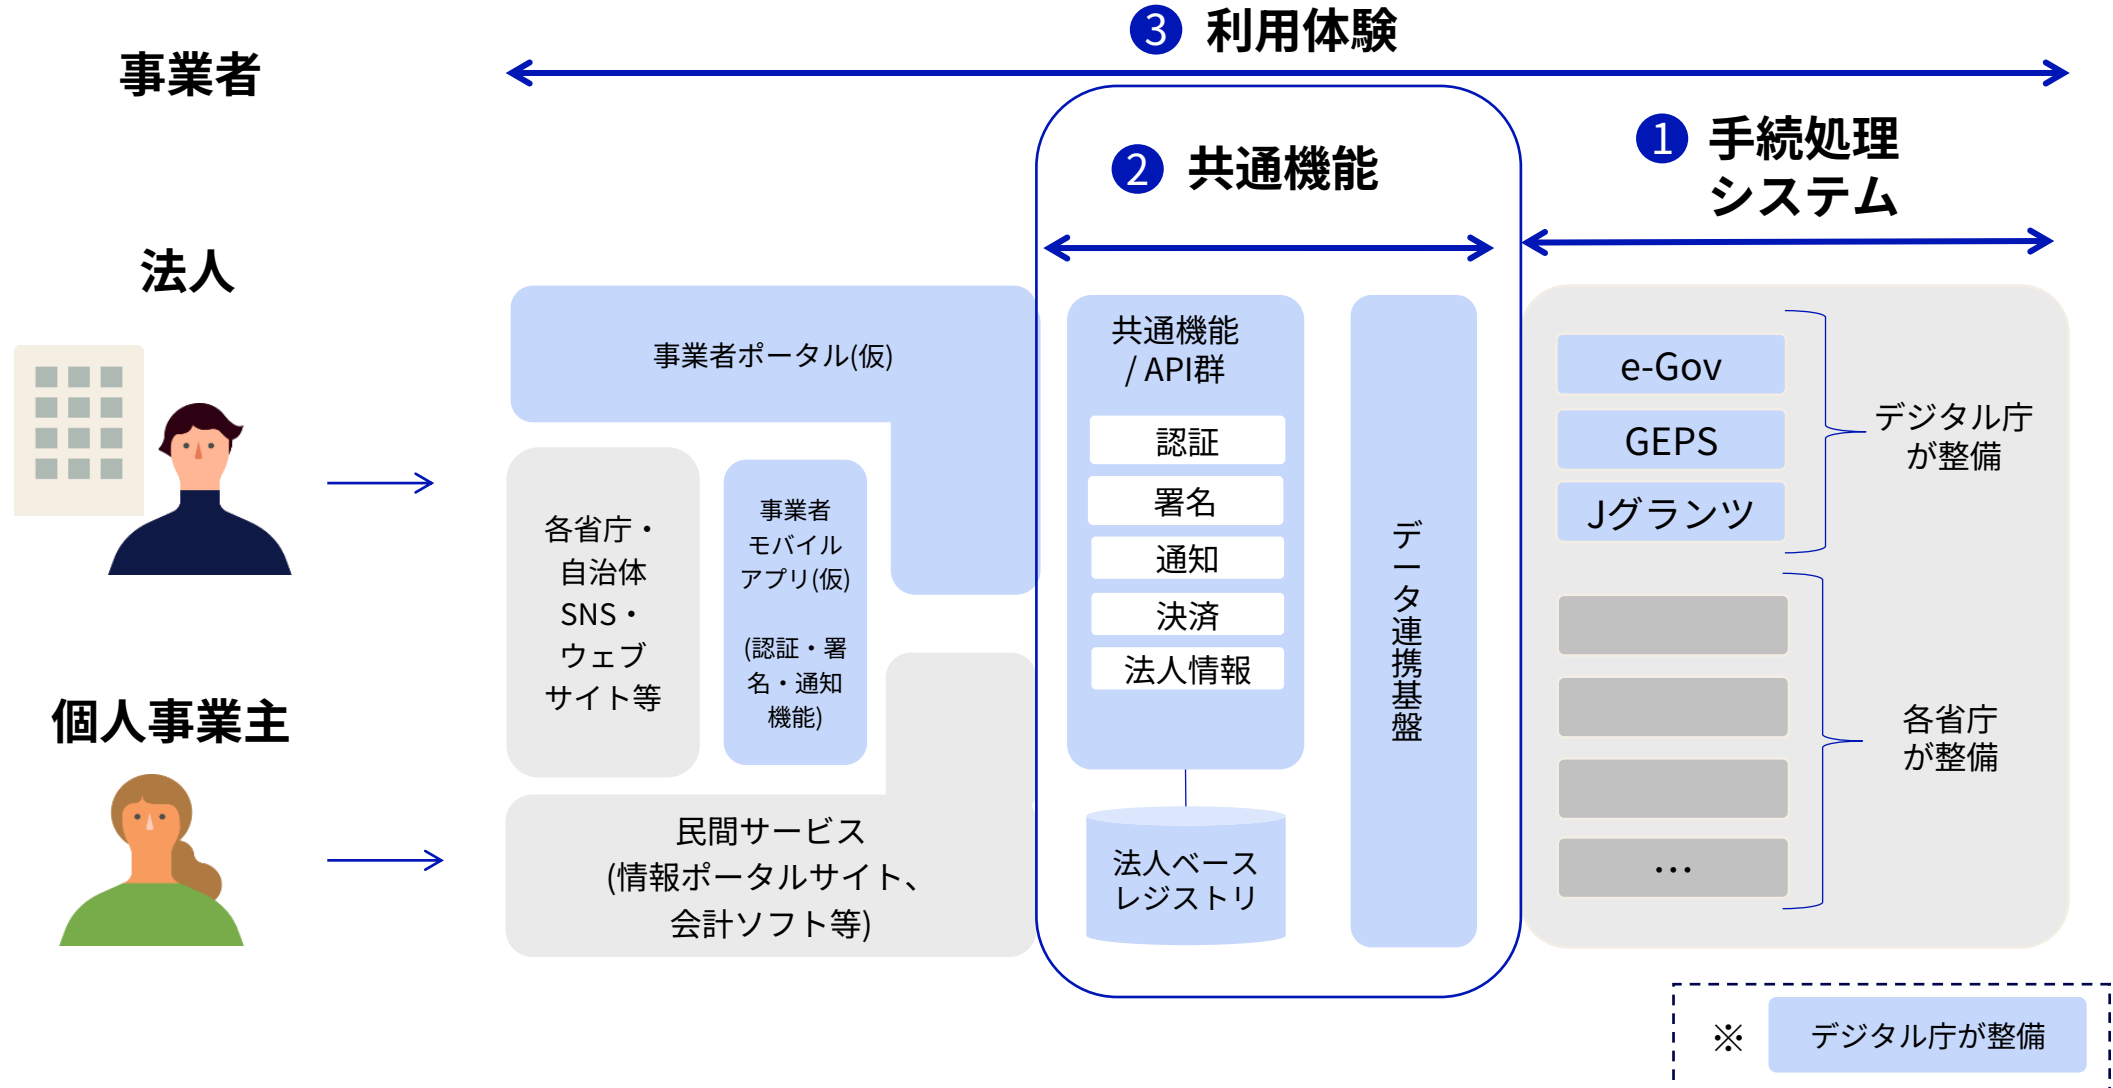 事業者
❸ 利用体験
❷ 共通機能
❶ 手続処理
システム
法人
個人事業主
事業者ポータル(仮)
各省庁・
自治体
SNS・
ウェブ
サイト等
事業者
モバイル
アプリ(仮)
(認証・署
名・通知
機能)
民間サービス
(情報ポータルサイト、
会計ソフト等)
共通機能
/ API群
認証
署名
通知
決済
法人情報
法人ベース
レジストリ
データ連携基盤
e-Gov
GEPS
Jグランツ
デジタル庁
が整備
…
各省庁
が整備
※ デジタル庁が整備